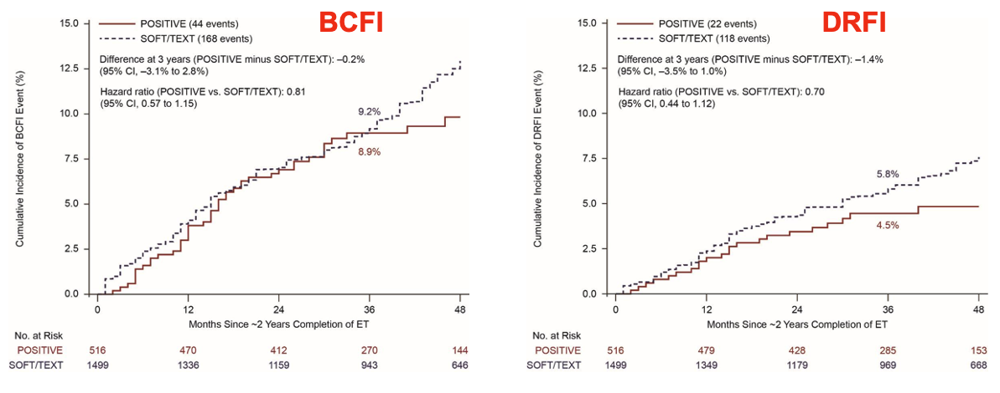 BCFI
15.0
12.5
10.0
7.5
5.0
2.5
0.0
Cumulative Incidence of BCFI Event (%)
POSITIVE (44 events)
SOFT/TEXT (168 events)
Difference at 3 years (POSITIVE minus SOFT/TEXT): –0.2%
(95% CI, –3.1% to 2.8%)
Hazard ratio (POSITIVE vs. SOFT/TEXT): 0.81
(95% CI, 0.57 to 1.15)
9.2%
8.9%
0 12 24 36 48
Months Since ~2 Years Completion of ET
No. at Risk
POSITIVE 516 470 412 270 144
SOFT/TEXT 1499 1336 1159 943 646
DRFI
15.0
12.5
10.0
7.5
5.0
2.5
0.0
Cumulative Incidence of DRFI Event (%)
POSITIVE (22 events)
SOFT/TEXT (118 events)
Difference at 3 years (POSITIVE minus SOFT/TEXT): –1.4%
(95% CI, –3.5% to 1.0%)
Hazard ratio (POSITIVE vs. SOFT/TEXT): 0.70
(95% CI, 0.44 to 1.12)
5.8%
4.5%
0 12 24 36 48
Months Since ~2 Years Completion of ET
No. at Risk
POSITIVE 516 479 428 285 153
SOFT/TEXT 1499 1349 1179 969 668